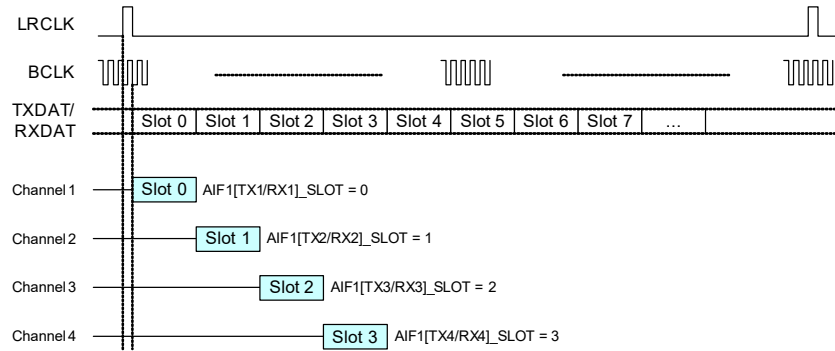 LRCLK
BCLK
TXDAT/
RXDAT
Slot 0 Slot 1 Slot 2 Slot 3 Slot 4 Slot 5 Slot 6 Slot 7 …
Channel 1 Slot 0 AIF1[TX1/RX1]_SLOT = 0
Channel 2 Slot 1 AIF1[TX2/RX2]_SLOT = 1
Channel 3 Slot 2 AIF1[TX3/RX3]_SLOT = 2
Channel 4 Slot 3 AIF1[TX4/RX4]_SLOT = 3